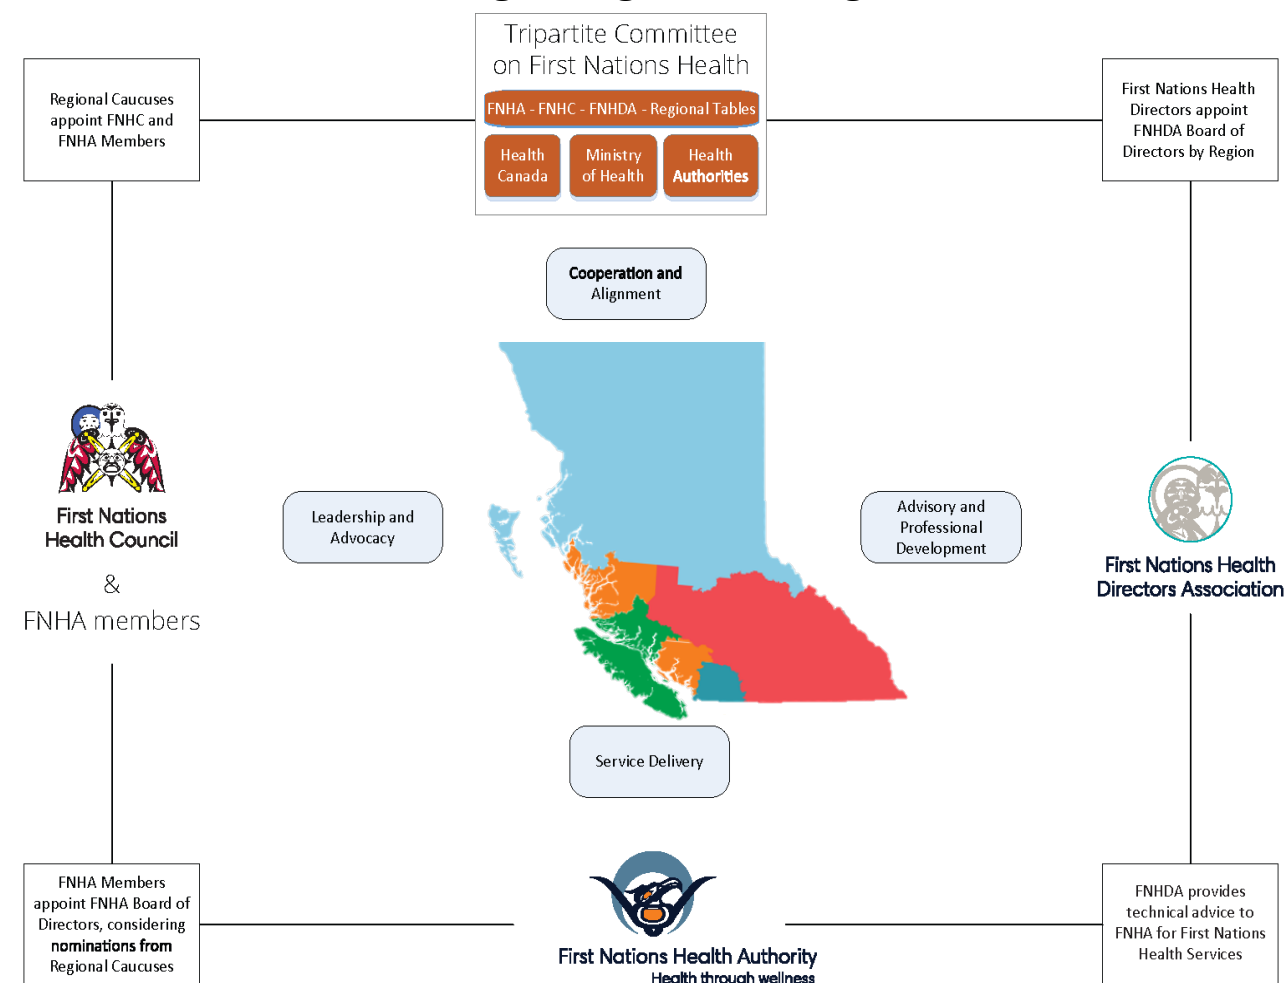 Tripartite Committee
on First Nations Health
FNHA - FNHC - FNHDA - Regional Tables
Health
Canada
Ministry
of Health
Health
Authorities
Regional Caucuses
appoint FNHC and
FNHA Members
First Nations Health
Directors appoint
FNHDA Board of
Directors by Region
Cooperation and
Alignment
First Nations
Health Council
&
FNHA members
Leadership and
Advocacy
Advisory and
Professional
Development
First Nations Health
Directors Association
Service Delivery
FNHA Members
appoint FNHA Board of
Directors, considering
nominations from
Regional Caucuses
First Nations Health Authority
Health through wellness
FNHDA provides
technical advice to
FNHA for First Nations
Health Services